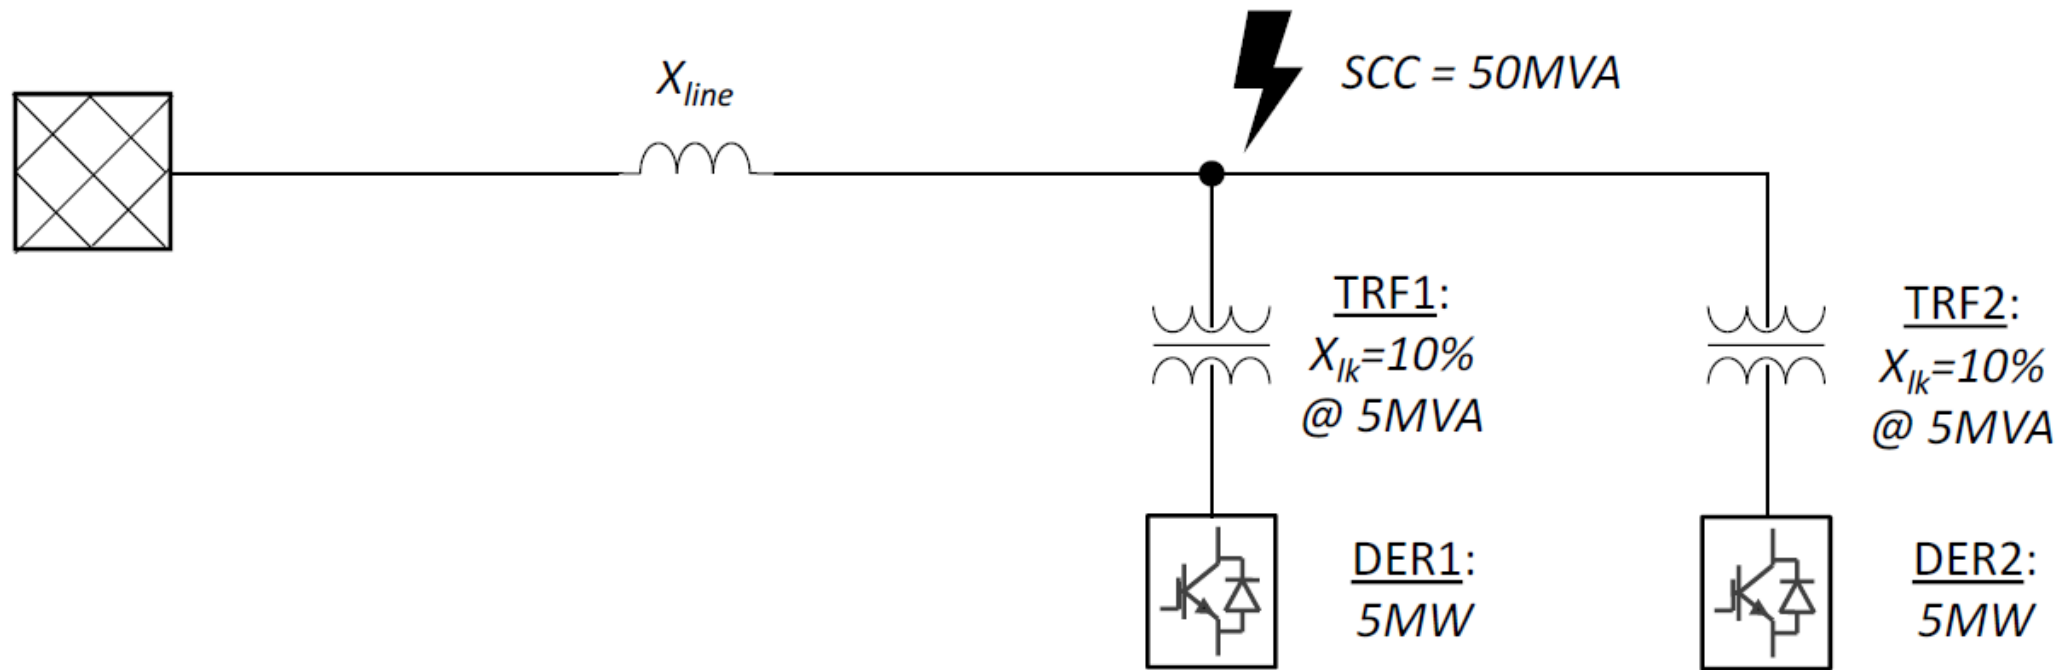 X_line
SCC = 50MVA
TRF1:
X_lk=10%
@ 5MVA
TRF2:
X_lk=10%
@ 5MVA
DER1:
5MW
DER2:
5MW